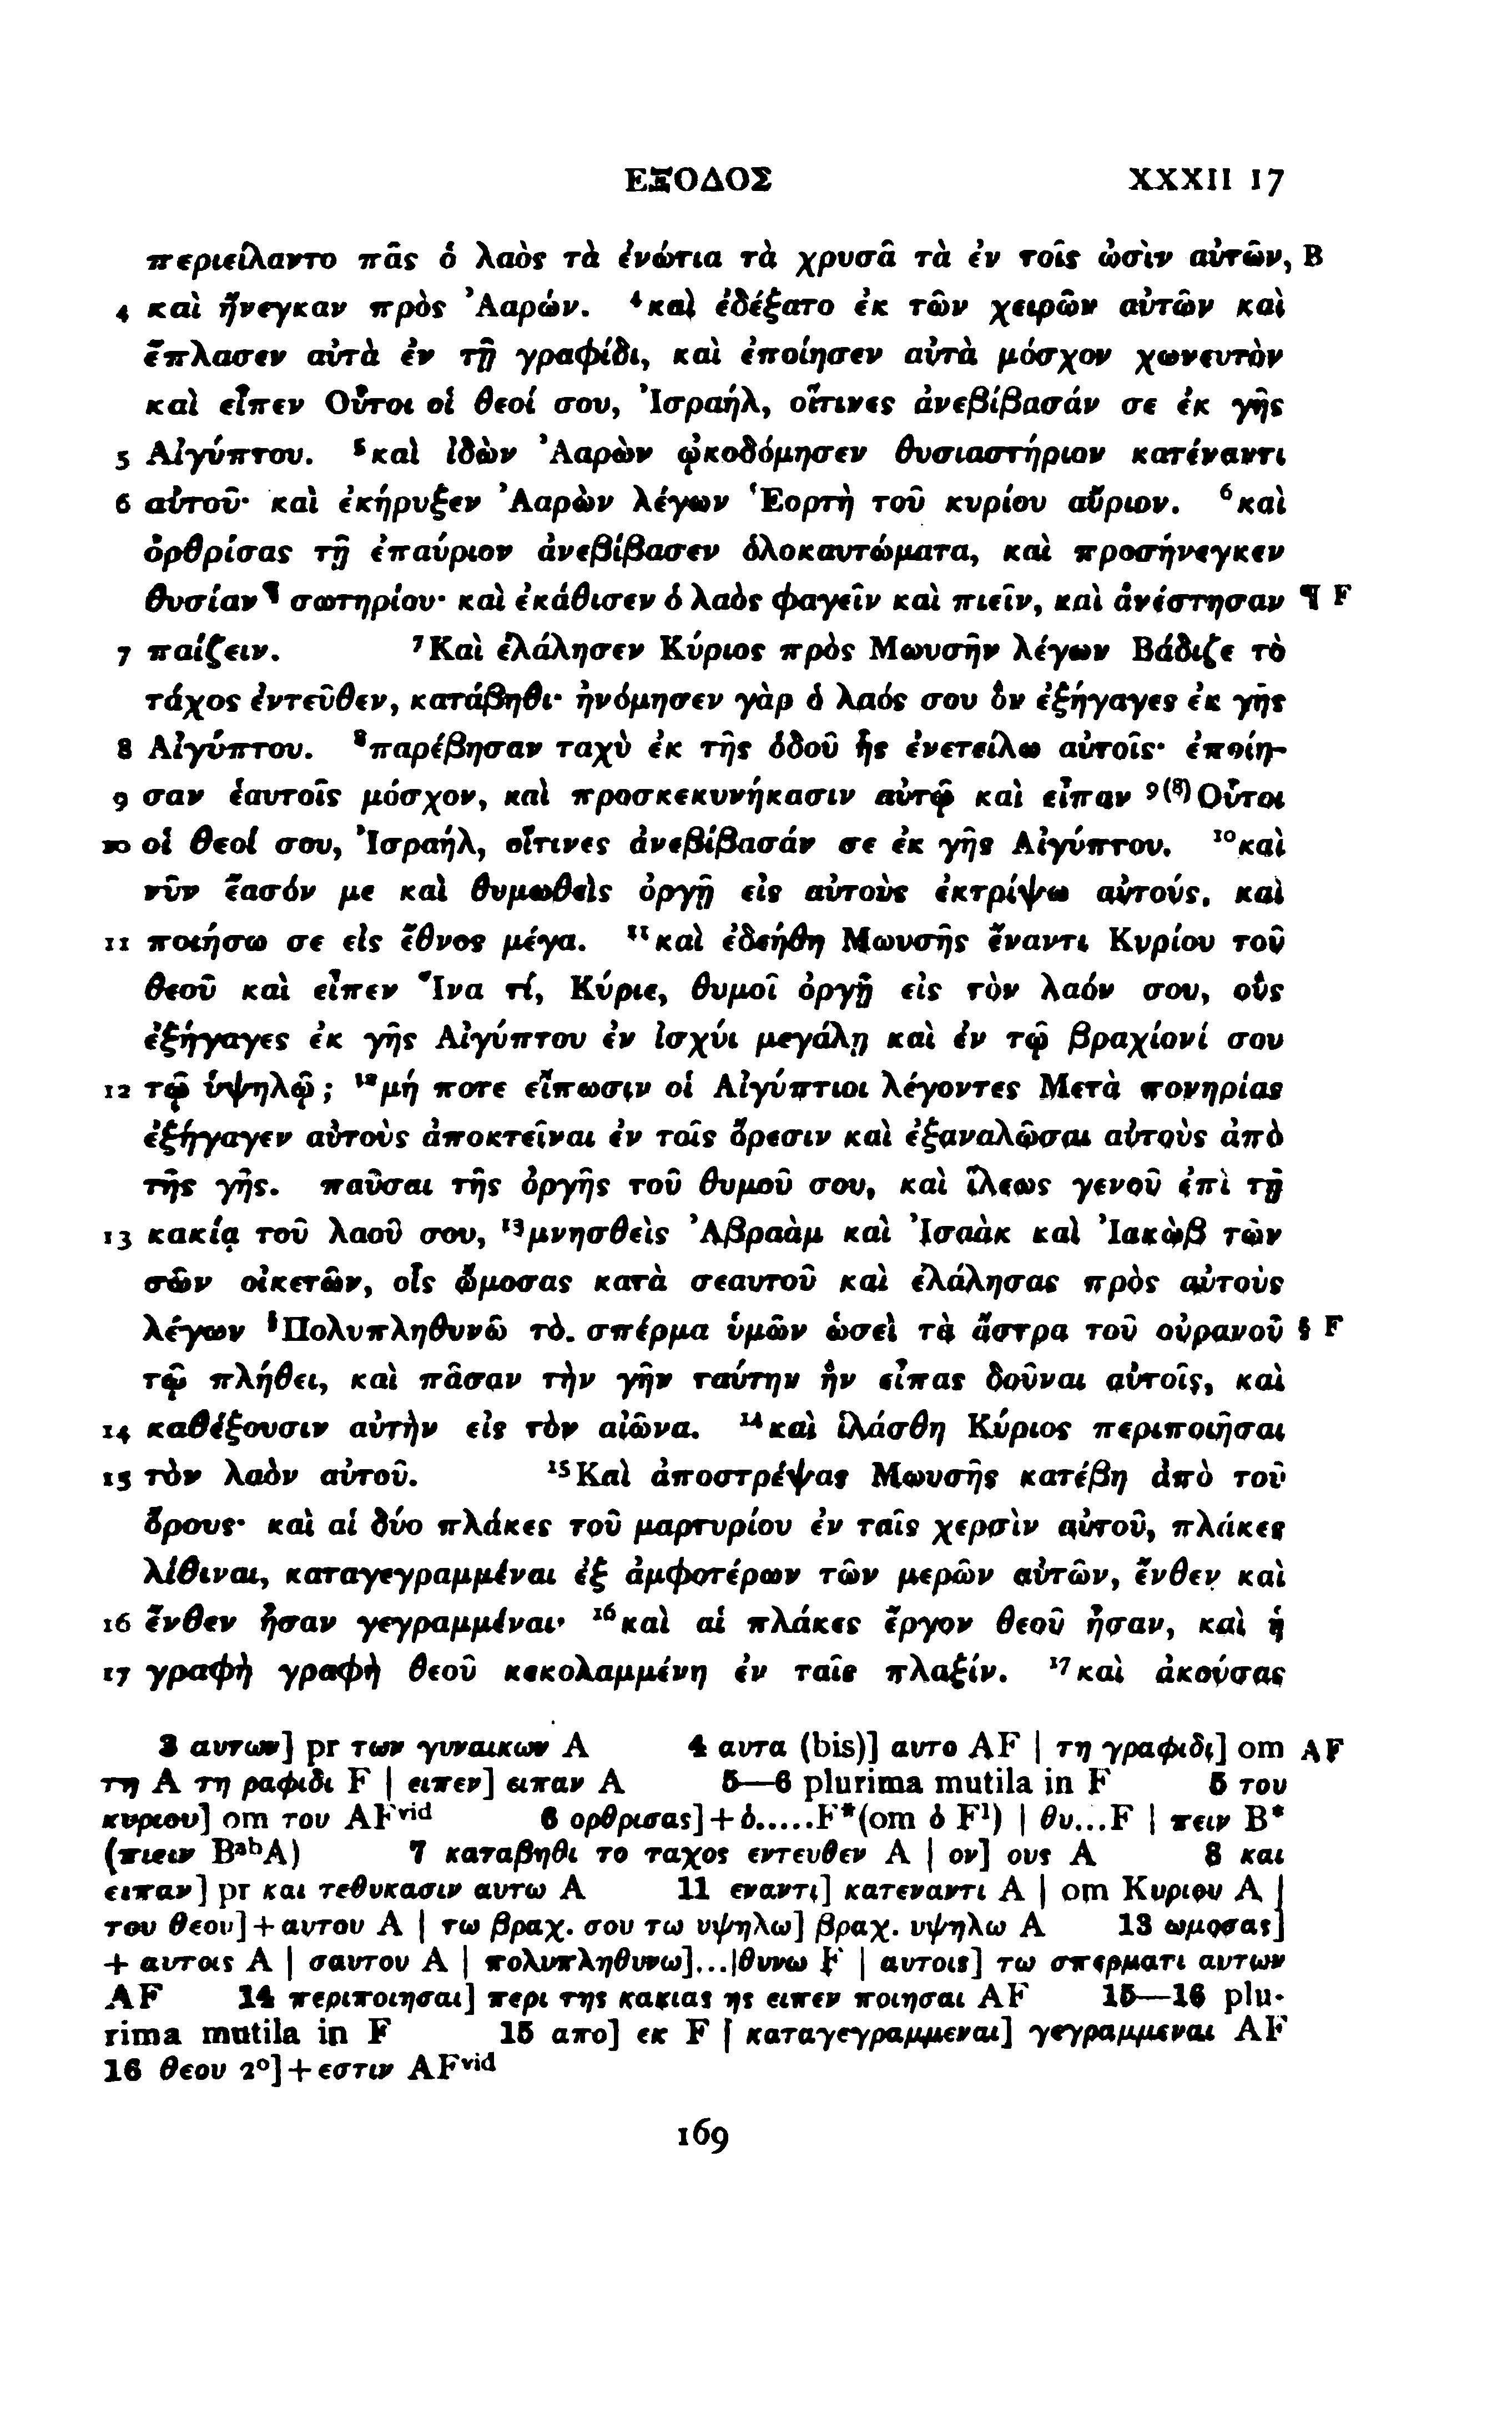 ΕΞΟΔΟΣ XXXII 17
περιείλαντο πᾶς ὁ λαὸς τὰ ἐνώτια τὰ χρυσᾶ τὰ ἐν τοῖς ὠσὶν αὐτῶν, B
4 καὶ ἤνεγκαν πρὸς Ἀαρών. ⁴καὶ ἐδέξατο ἐκ τῶν χειρῶν αὐτῶν καὶ
ἔπλασεν αὐτὰ ἐν τῇ γραφίδι, καὶ ἐποίησεν αὐτὰ μόσχον χωνευτὸν
καὶ εἶπεν Οὗτοι οἱ θεοί σου, Ἰσραήλ, οἵτινες ἀνεβίβασάν σε ἐκ γῆς
5 Αἰγύπτου. ⁵καὶ ἰδὼν Ἀαρὼν ᾠκοδόμησεν θυσιαστήριον κατέναντι
6 αὐτοῦ· καὶ ἐκήρυξεν Ἀαρὼν λέγων Ἑορτὴ τοῦ κυρίου αὔριον. ⁶καὶ
ὀρθρίσας τῇ ἐπαύριον ἀνεβίβασεν ὁλοκαυτώματα, καὶ προσήνεγκεν
θυσίαν¶ σωτηρίου· καὶ ἐκάθισεν ὁ λαὸς φαγεῖν καὶ πιεῖν, καὶ ἀνέστησαν ¶ F
7 παίζειν. ⁷Καὶ ἐλάλησεν Κύριος πρὸς Μωυσῆν λέγων Βάδιζε τὸ
τάχος ἐντεῦθεν, κατάβηθι· ἠνόμησεν γὰρ ὁ λαός σου ὃν ἐξήγαγες ἐκ γῆς
8 Αἰγύπτου. ⁸παρέβησαν ταχὺ ἐκ τῆς ὁδοῦ ἧς ἐνετείλω αὐτοῖς· ἐποίη-
9 σαν ἑαυτοῖς μόσχον, καὶ προσκεκυνήκασιν αὐτῷ καὶ εἶπαν ⁹⁽⁸⁾Οὗτοι
10 οἱ θεοί σου, Ἰσραήλ, οἵτινες ἀνεβίβασάν σε ἐκ γῆς Αἰγύπτου. ¹⁰καὶ
νῦν ἔασόν με καὶ θυμωθεὶς ὀργῇ εἰς αὐτοὺς ἐκτρίψω αὐτούς, καὶ
11 ποιήσω σε εἰς ἔθνος μέγα. ¹¹καὶ ἐδεήθη Μωυσῆς ἔναντι Κυρίου τοῦ
θεοῦ καὶ εἶπεν Ἵνα τί, Κύριε, θυμοῖ ὀργῇ εἰς τὸν λαόν σου, οὓς
ἐξήγαγες ἐκ γῆς Αἰγύπτου ἐν ἰσχύι μεγάλῃ καὶ ἐν τῷ βραχίονί σου
12 τῷ ὑψηλῷ; ¹²μή ποτε εἴπωσιν οἱ Αἰγύπτιοι λέγοντες Μετὰ πονηρίας
ἐξήγαγεν αὐτοὺς ἀποκτεῖναι ἐν τοῖς ὄρεσιν καὶ ἐξαναλῶσαι αὐτοὺς ἀπὸ
τῆς γῆς. παῦσαι τῆς ὀργῆς τοῦ θυμοῦ σου, καὶ ἵλεως γενοῦ ἐπὶ τῇ
13 κακίᾳ τοῦ λαοῦ σου, ¹³μνησθεὶς Ἀβραὰμ καὶ Ἰσαὰκ καὶ Ἰακὼβ τῶν
σῶν οἰκετῶν, οἷς ὤμοσας κατὰ σεαυτοῦ καὶ ἐλάλησας πρὸς αὐτοὺς
λέγων §Πολυπληθυνῶ τὸ σπέρμα ὑμῶν ὡσεὶ τὰ ἄστρα τοῦ οὐρανοῦ § F
τῷ πλήθει, καὶ πᾶσαν τὴν γῆν ταύτην ἣν εἶπας δοῦναι αὐτοῖς, καὶ
14 καθέξουσιν αὐτὴν εἰς τὸν αἰῶνα. ¹⁴καὶ ἱλάσθη Κύριος περιποιῆσαι
15 τὸν λαὸν αὐτοῦ. ¹⁵Καὶ ἀποστρέψας Μωυσῆς κατέβη ἀπὸ τοῦ
ὄρους· καὶ αἱ δύο πλάκες τοῦ μαρτυρίου ἐν ταῖς χερσὶν αὐτοῦ, πλάκες
λίθιναι, καταγεγραμμέναι ἐξ ἀμφοτέρων τῶν μερῶν αὐτῶν, ἔνθεν καὶ
16 ἔνθεν ἦσαν γεγραμμέναι· ¹⁶καὶ αἱ πλάκες ἔργον θεοῦ ἦσαν, καὶ ἡ
17 γραφὴ γραφὴ θεοῦ κεκολαμμένη ἐν ταῖς πλαξίν. ¹⁷καὶ ἀκούσας
3 αυτων] pr των γυναικων A 4 αυτα (bis)] αυτο AF | τη γραφιδι] om AF
τη A τη ραφιδι F | ειπεν] ειπαν A 5—6 plurima mutila in F 5 του
κυριου] om του AFᵛⁱᵈ 6 ορθρισας]+ὁ.....F*(om ὁ F¹) | θυ...F | πειν B*
(πιειν BᵃᵇA) 7 καταβηθι το ταχος εντευθεν A | ον] ους A 8 και
ειπαν] pr και τεθυκασιν αυτω A 11 εναντι] κατεναντι A | om Κυριου A |
του θεου]+αυτου A | τω βραχ. σου τω υψηλω] βραχ. υψηλω A 13 ωμοσας]
+ αυτοις A | σαυτου A | πολυπληθυνω]...|θυνω F | αυτοις] τω σπερματι αυτων
AF 14 περιποιησαι] περι της κακιας ης ειπεν ποιησαι AF 15—16 plu-
rima mutila in F 15 απο] εκ F | καταγεγραμμεναι] γεγραμμεναι AF
16 θεου 2°]+εστιν AFᵛⁱᵈ
169